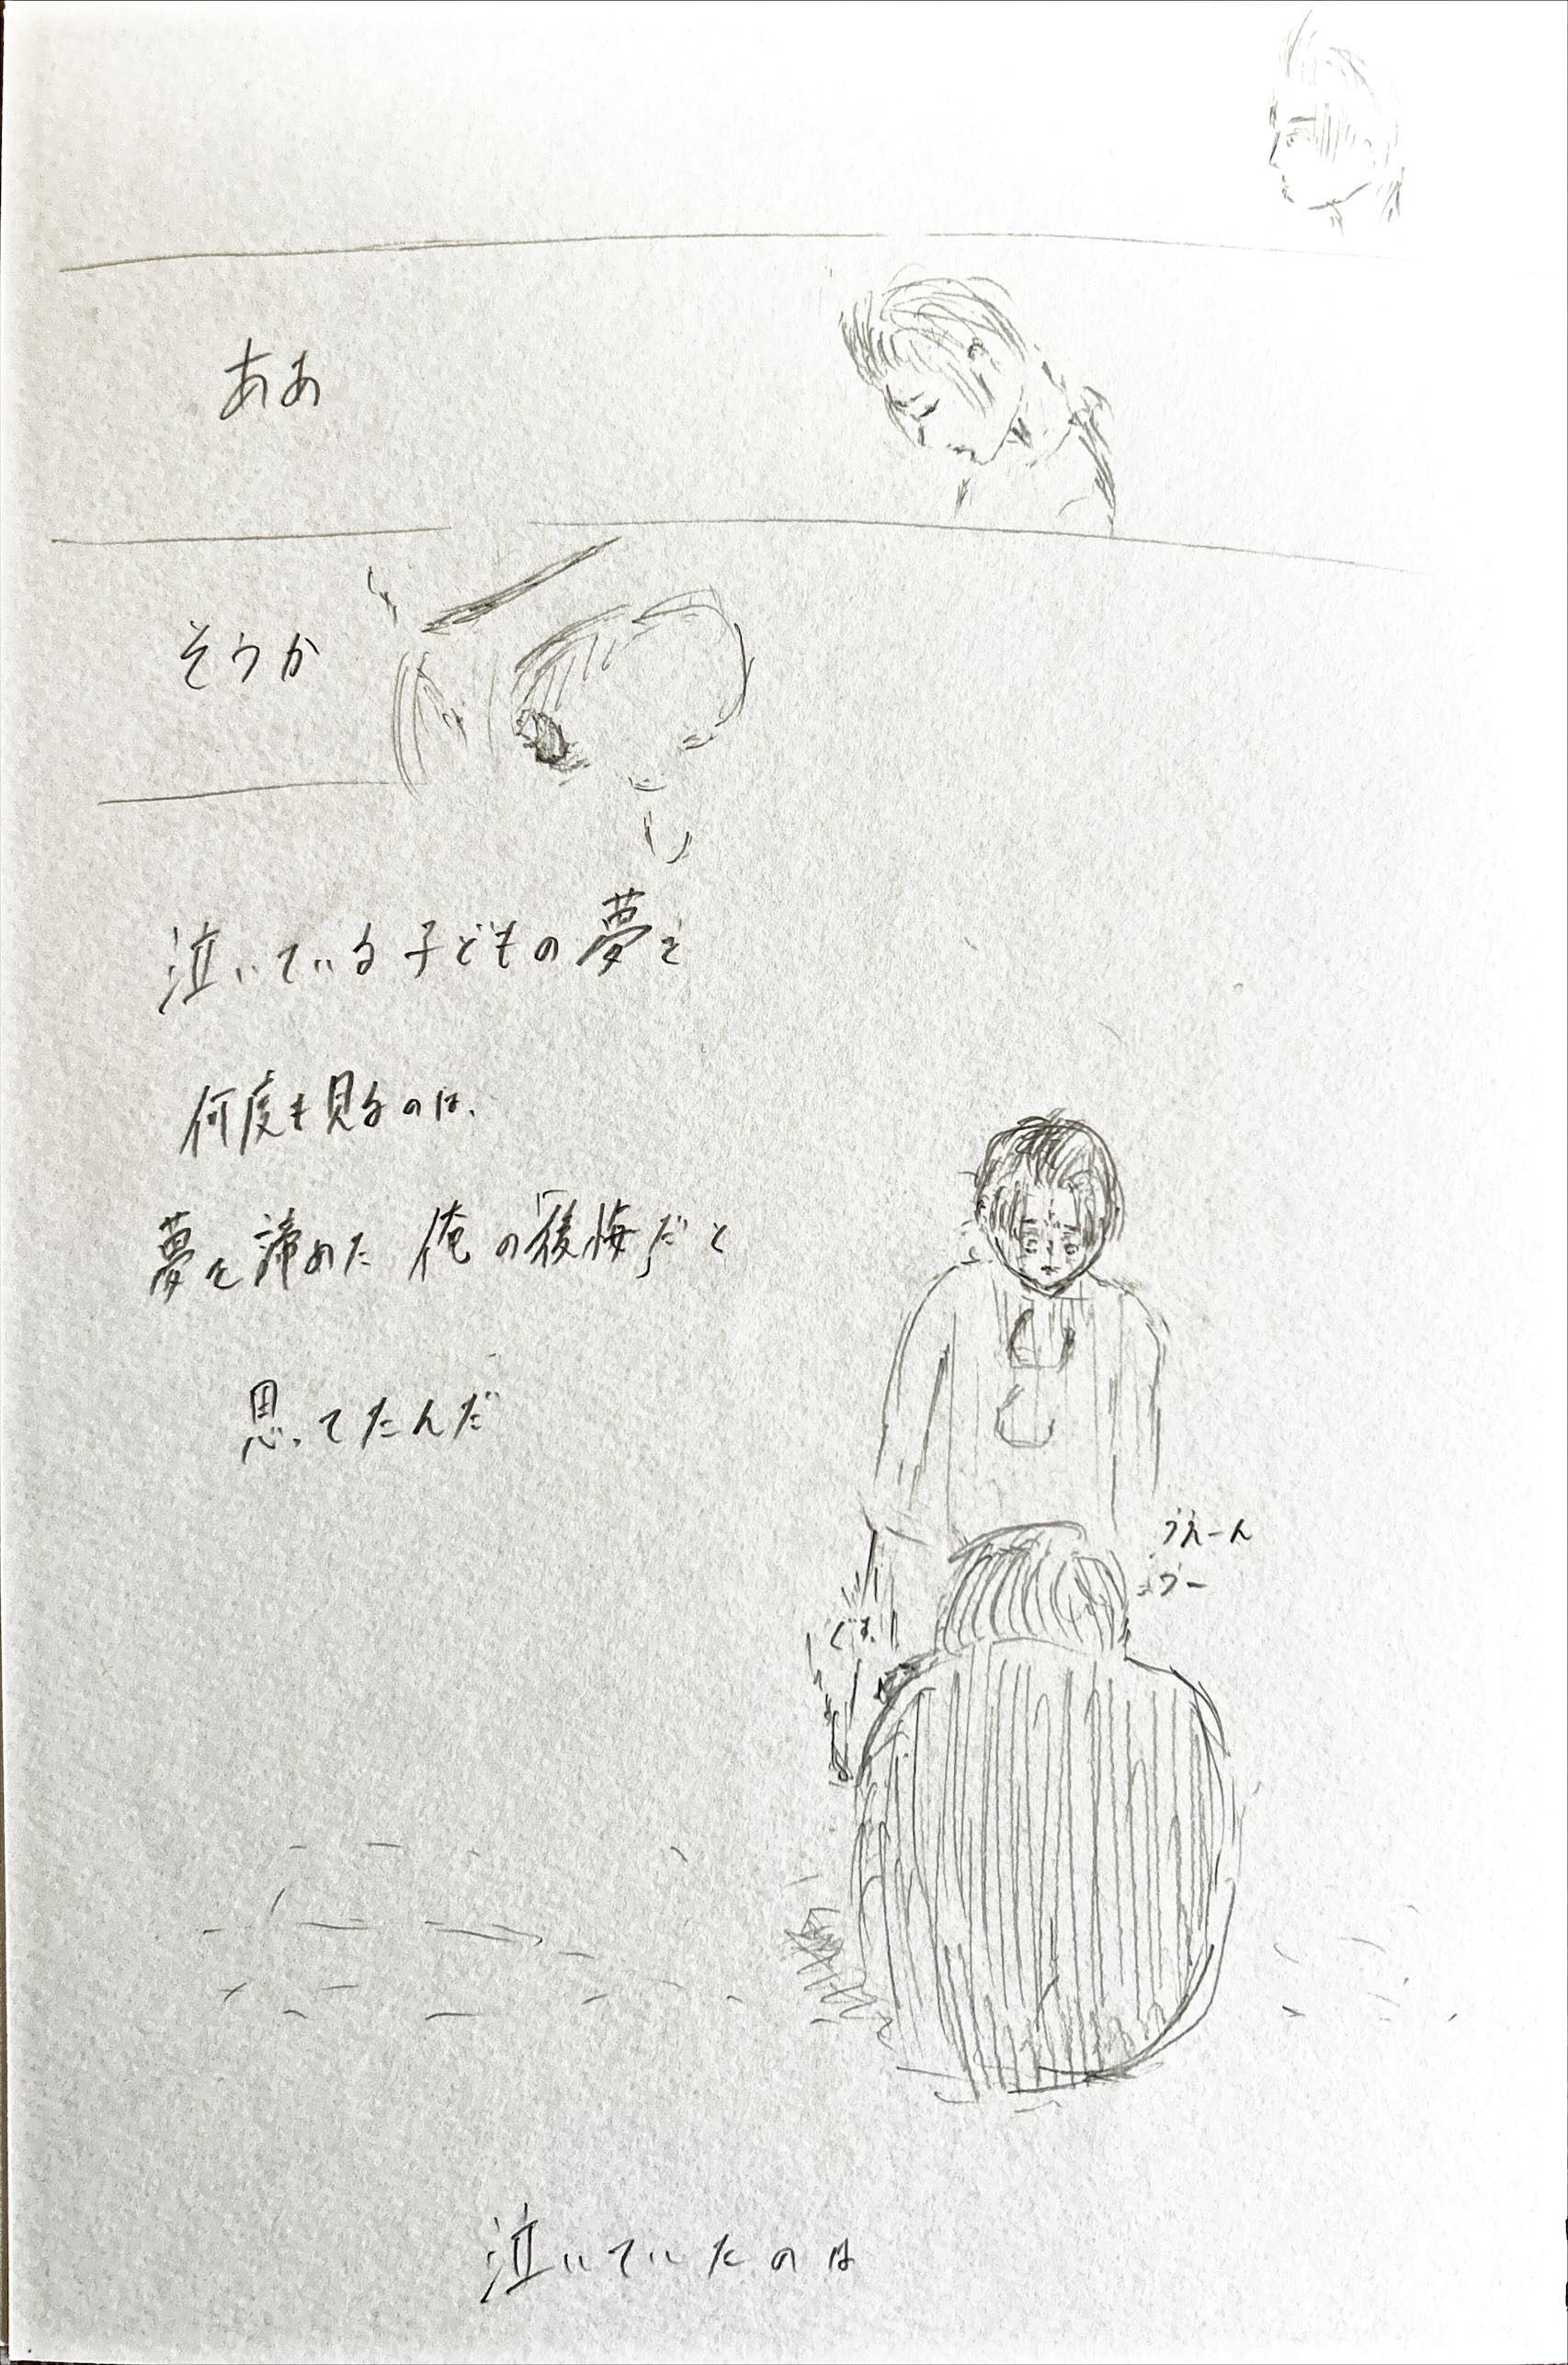 ああ
そうか
泣いている子どもの夢を
何度も見るのは、
夢を諦めた 俺の「後悔」だと
思ってたんだ
うえーん
うー
ぐす
泣いていたのは